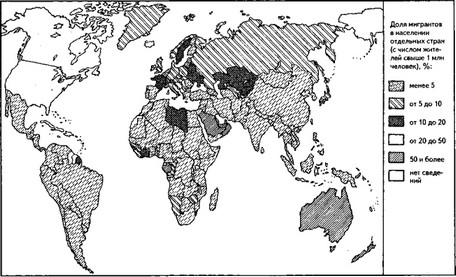 Доля мигрантов
в населении
отдельных стран
(с числом жите-
лей свыше 1 млн
человек), %:
менее 5
от 5 до 10
от 10 до 20
от 20 до 50
50 и более
нет сведе-
ний